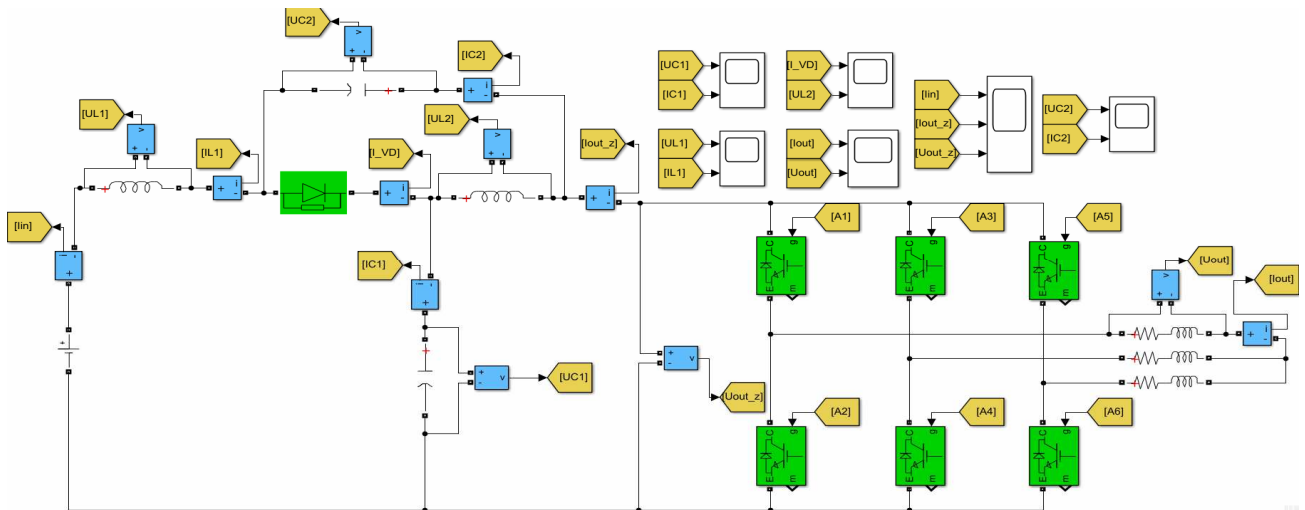 [UC2]
[IC2]
[UC1]
[I_VD]
[Iin]
[IC1]
[UL2]
[Iout_z]
[UC2]
[Uout_z]
[IC2]
[UL1]
[UL2]
[IL1]
[I_VD]
[Iout_z]
[UL1]
[Iout]
[IL1]
[Uout]
[Iin]
[A1]
[A3]
[A5]
[IC1]
[Uout]
[Iout]
[UC1]
[Uout_z]
[A2]
[A4]
[A6]
C
g
E
m
C
g
E
m
C
g
E
m
C
g
E
m
C
g
E
m
C
g
E
m
v
+
-
i
+
-
v
+
-
i
+
-
i
+
-
v
+
-
i
+
-
i
+
-
i
+
-
v
+
-
v
+
-
v
+
-
i
+
-